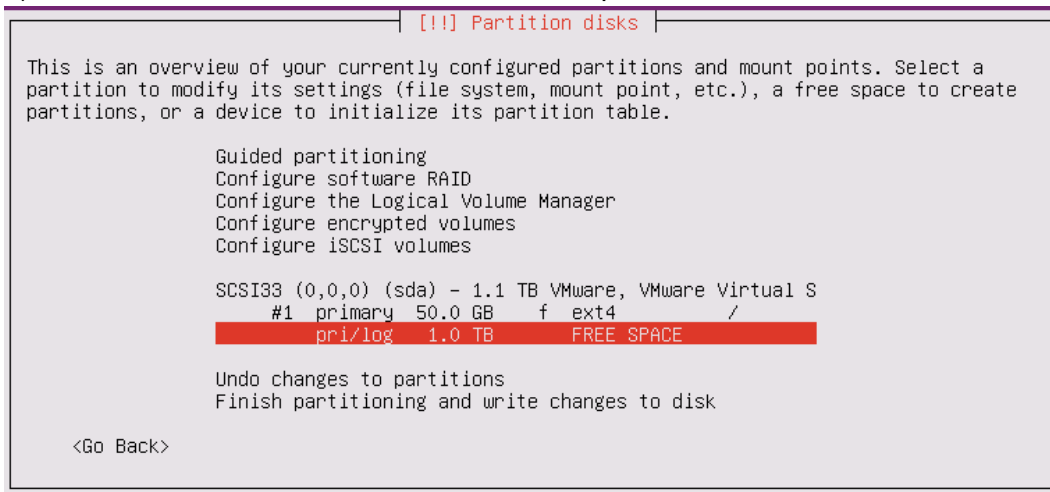 [!!] Partition disks
This is an overview of your currently configured partitions and mount points. Select a
partition to modify its settings (file system, mount point, etc.), a free space to create
partitions, or a device to initialize its partition table.
Guided partitioning
Configure software RAID
Configure the Logical Volume Manager
Configure encrypted volumes
Configure iSCSI volumes
SCSI33 (0,0,0) (sda) – 1.1 TB VMware, VMware Virtual S
#1 primary 50.0 GB f ext4 /
pri/log 1.0 TB FREE SPACE
Undo changes to partitions
Finish partitioning and write changes to disk
<Go Back>